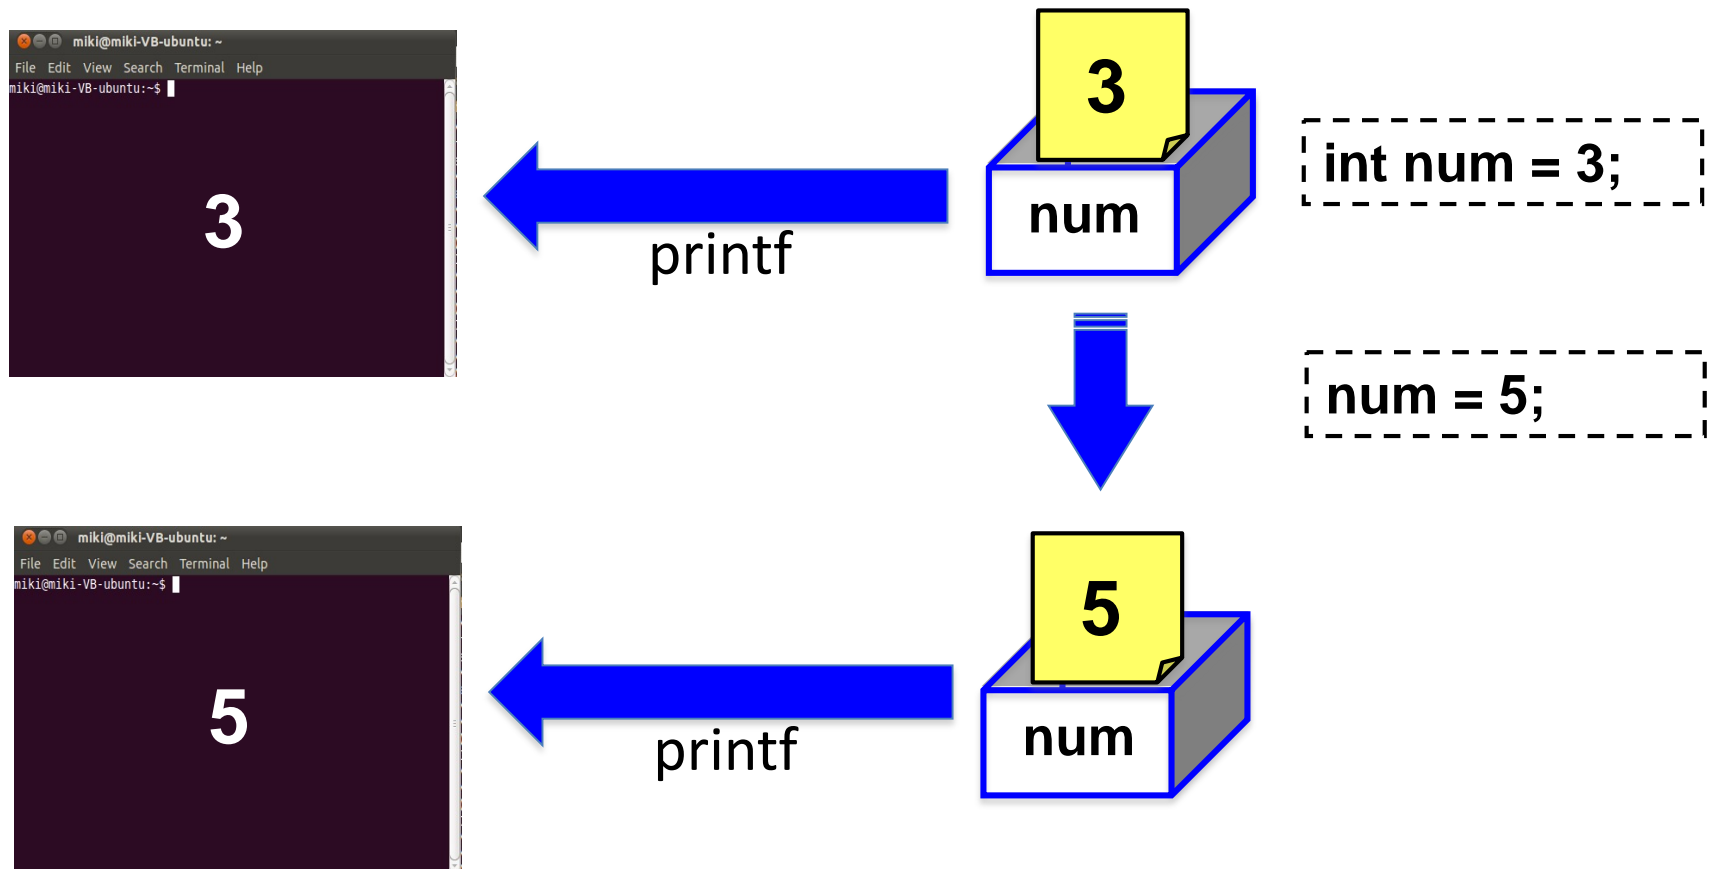 miki@miki-VB-ubuntu: ~
File Edit View Search Terminal Help
miki@miki-VB-ubuntu:~$
3
printf
3
num
int num = 3;
num = 5;
miki@miki-VB-ubuntu: ~
File Edit View Search Terminal Help
miki@miki-VB-ubuntu:~$
5
printf
5
num